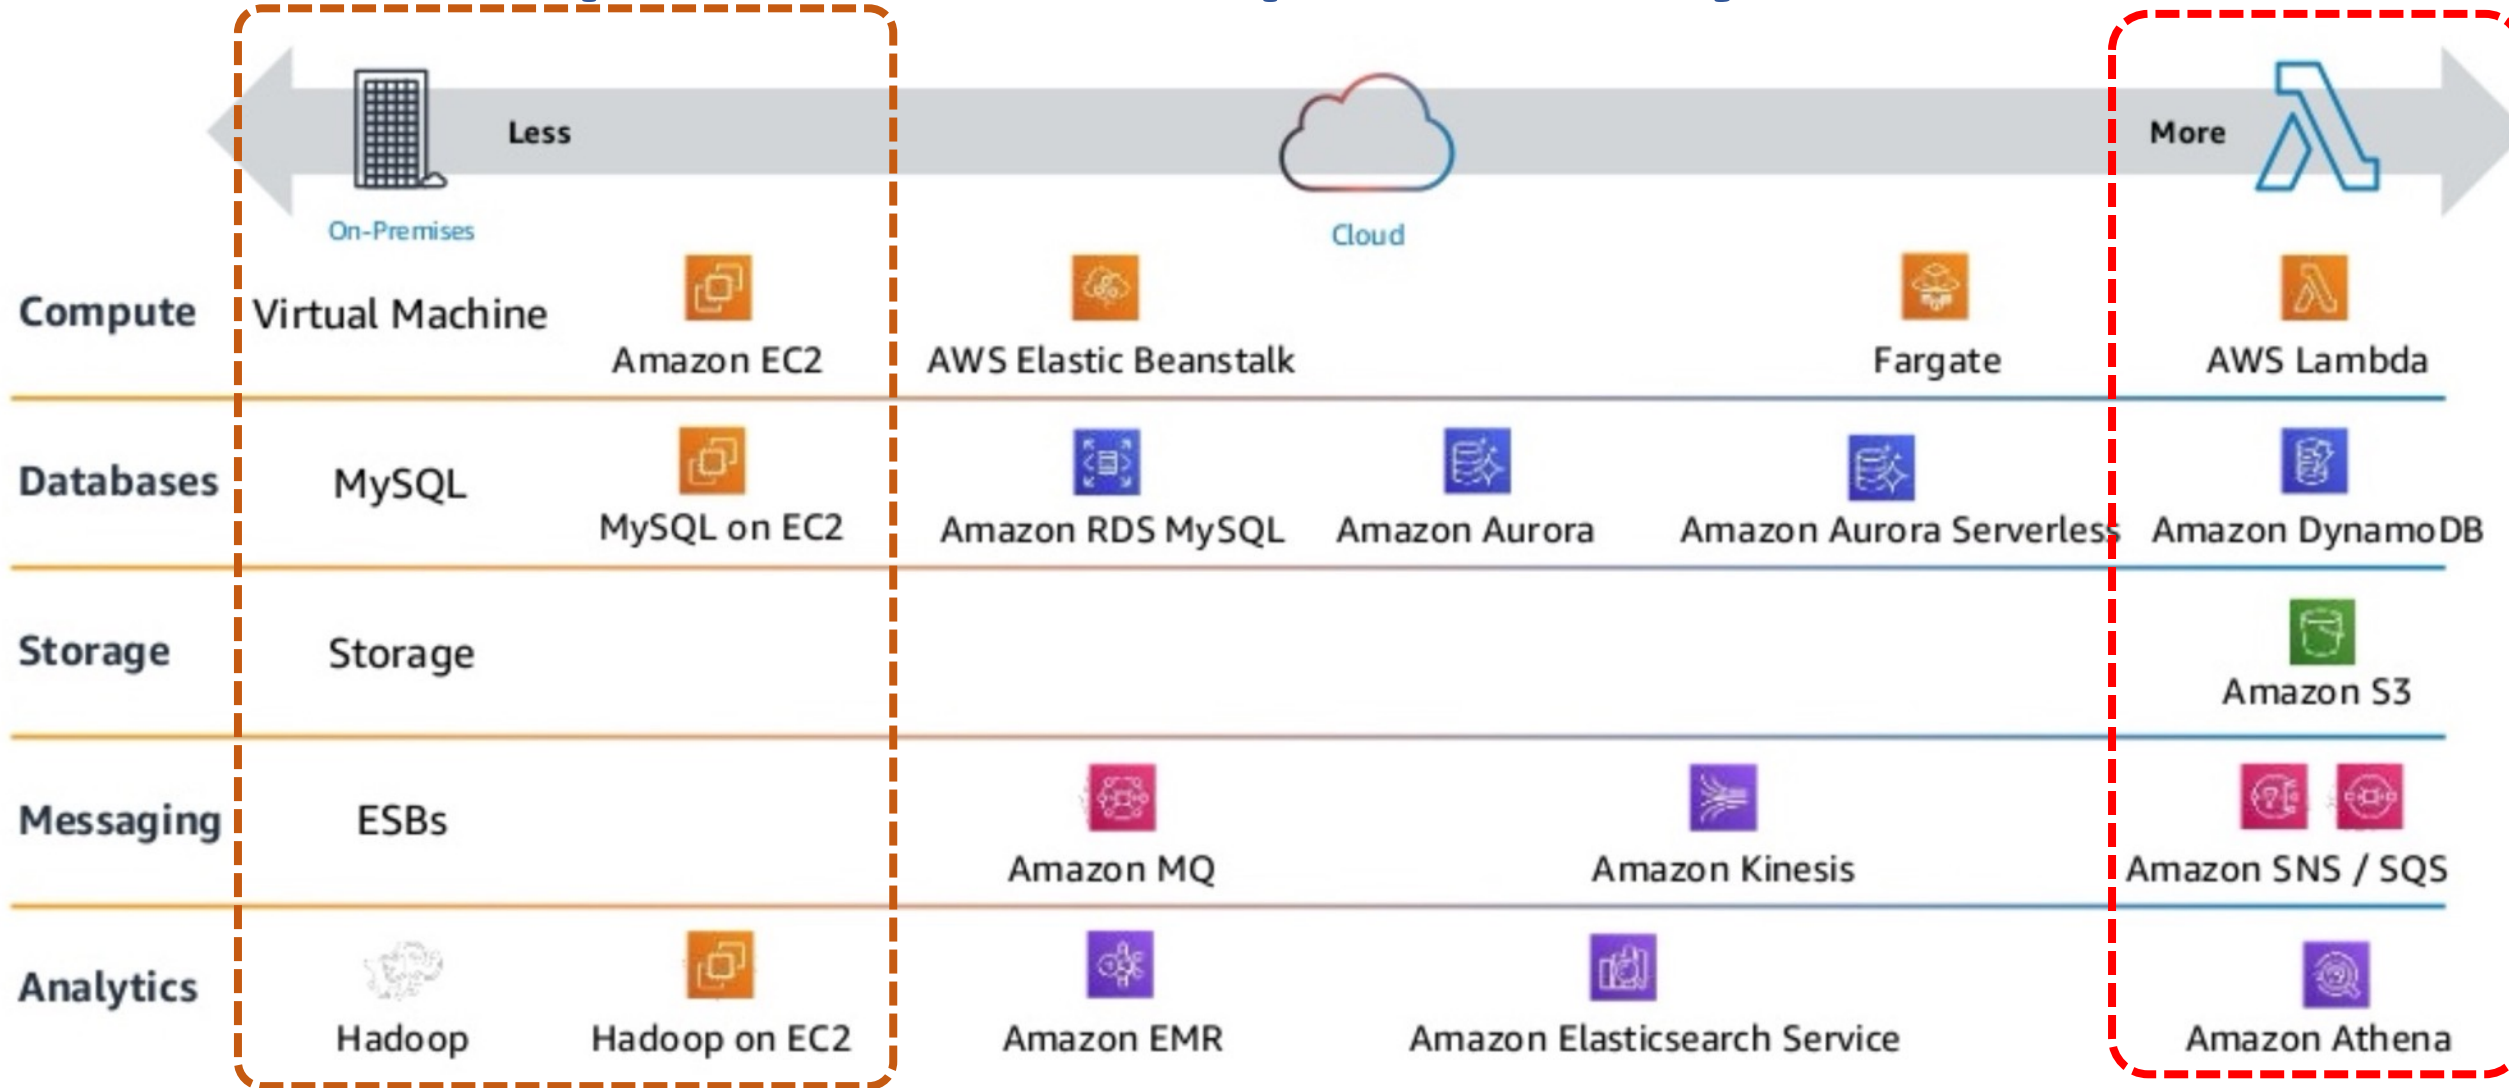 Less
More
On-Premises
Cloud
Compute
Virtual Machine
Amazon EC2
AWS Elastic Beanstalk
Fargate
AWS Lambda
Databases
MySQL
MySQL on EC2
Amazon RDS MySQL
Amazon Aurora
Amazon Aurora Serverless
Amazon DynamoDB
Storage
Storage
Amazon S3
Messaging
ESBs
Amazon MQ
Amazon Kinesis
Amazon SNS / SQS
Analytics
Hadoop
Hadoop on EC2
Amazon EMR
Amazon Elasticsearch Service
Amazon Athena